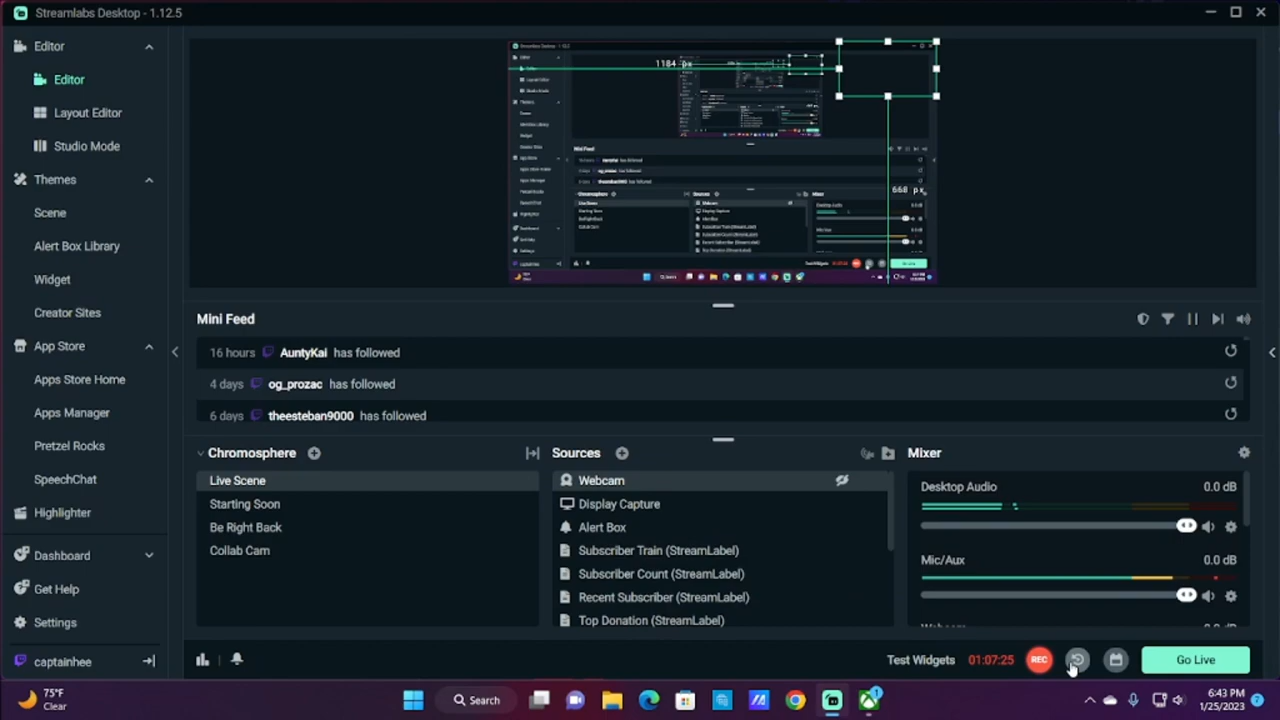 Streamlabs Desktop - 1.12.5
Editor
Editor
Layout Editor
Studio Mode
Themes
Scene
Alert Box Library
Widget
Creator Sites
App Store
Apps Store Home
Apps Manager
Pretzel Rocks
SpeechChat
Highlighter
Dashboard
Get Help
Settings
captainhee
1184 px
668 px
Mini Feed
16 hours AuntyKai has followed
4 days og_prozac has followed
6 days theesteban9000 has followed
Chromosphere
Live Scene
Starting Soon
Be Right Back
Collab Cam
Sources
Webcam
Display Capture
Alert Box
Subscriber Train (StreamLabel)
Subscriber Count (StreamLabel)
Recent Subscriber (StreamLabel)
Top Donation (StreamLabel)
Mixer
Desktop Audio 0.0 dB
Mic/Aux 0.0 dB
Test Widgets 01:07:25 REC Go Live
75°F
Clear
Search
1
6:43 PM
1/25/2023